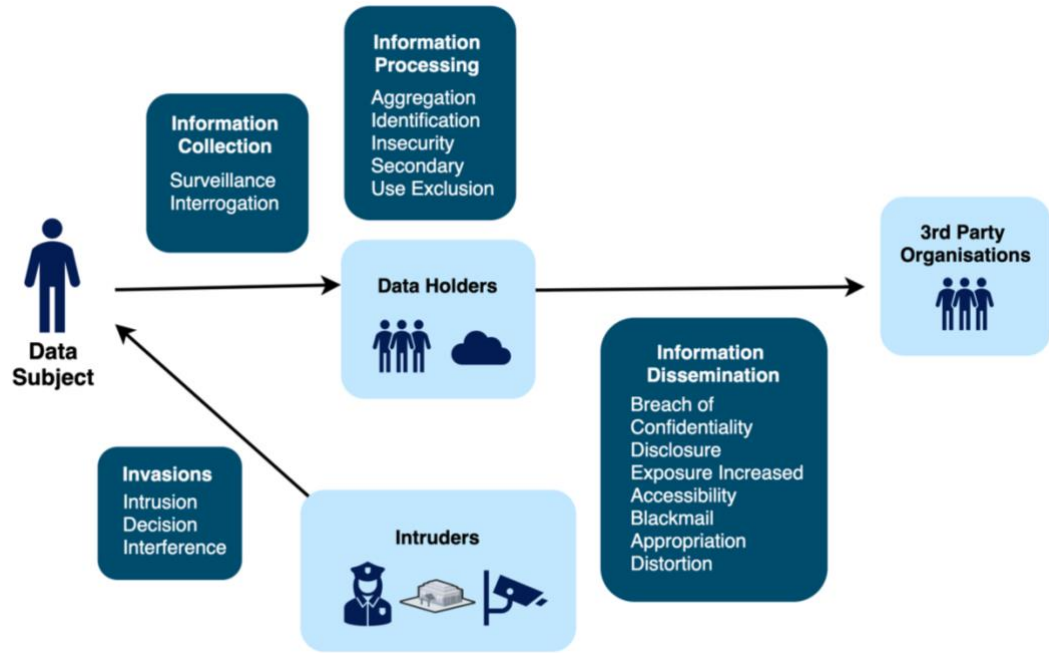 Information
Processing
Aggregation
Identification
Insecurity
Secondary
Use Exclusion
Information
Collection
Surveillance
Interrogation
3rd Party
Organisations
Data Holders
Data
Subject
Information
Dissemination
Breach of
Confidentiality
Disclosure
Exposure Increased
Accessibility
Blackmail
Appropriation
Distortion
Invasions
Intrusion
Decision
Interference
Intruders